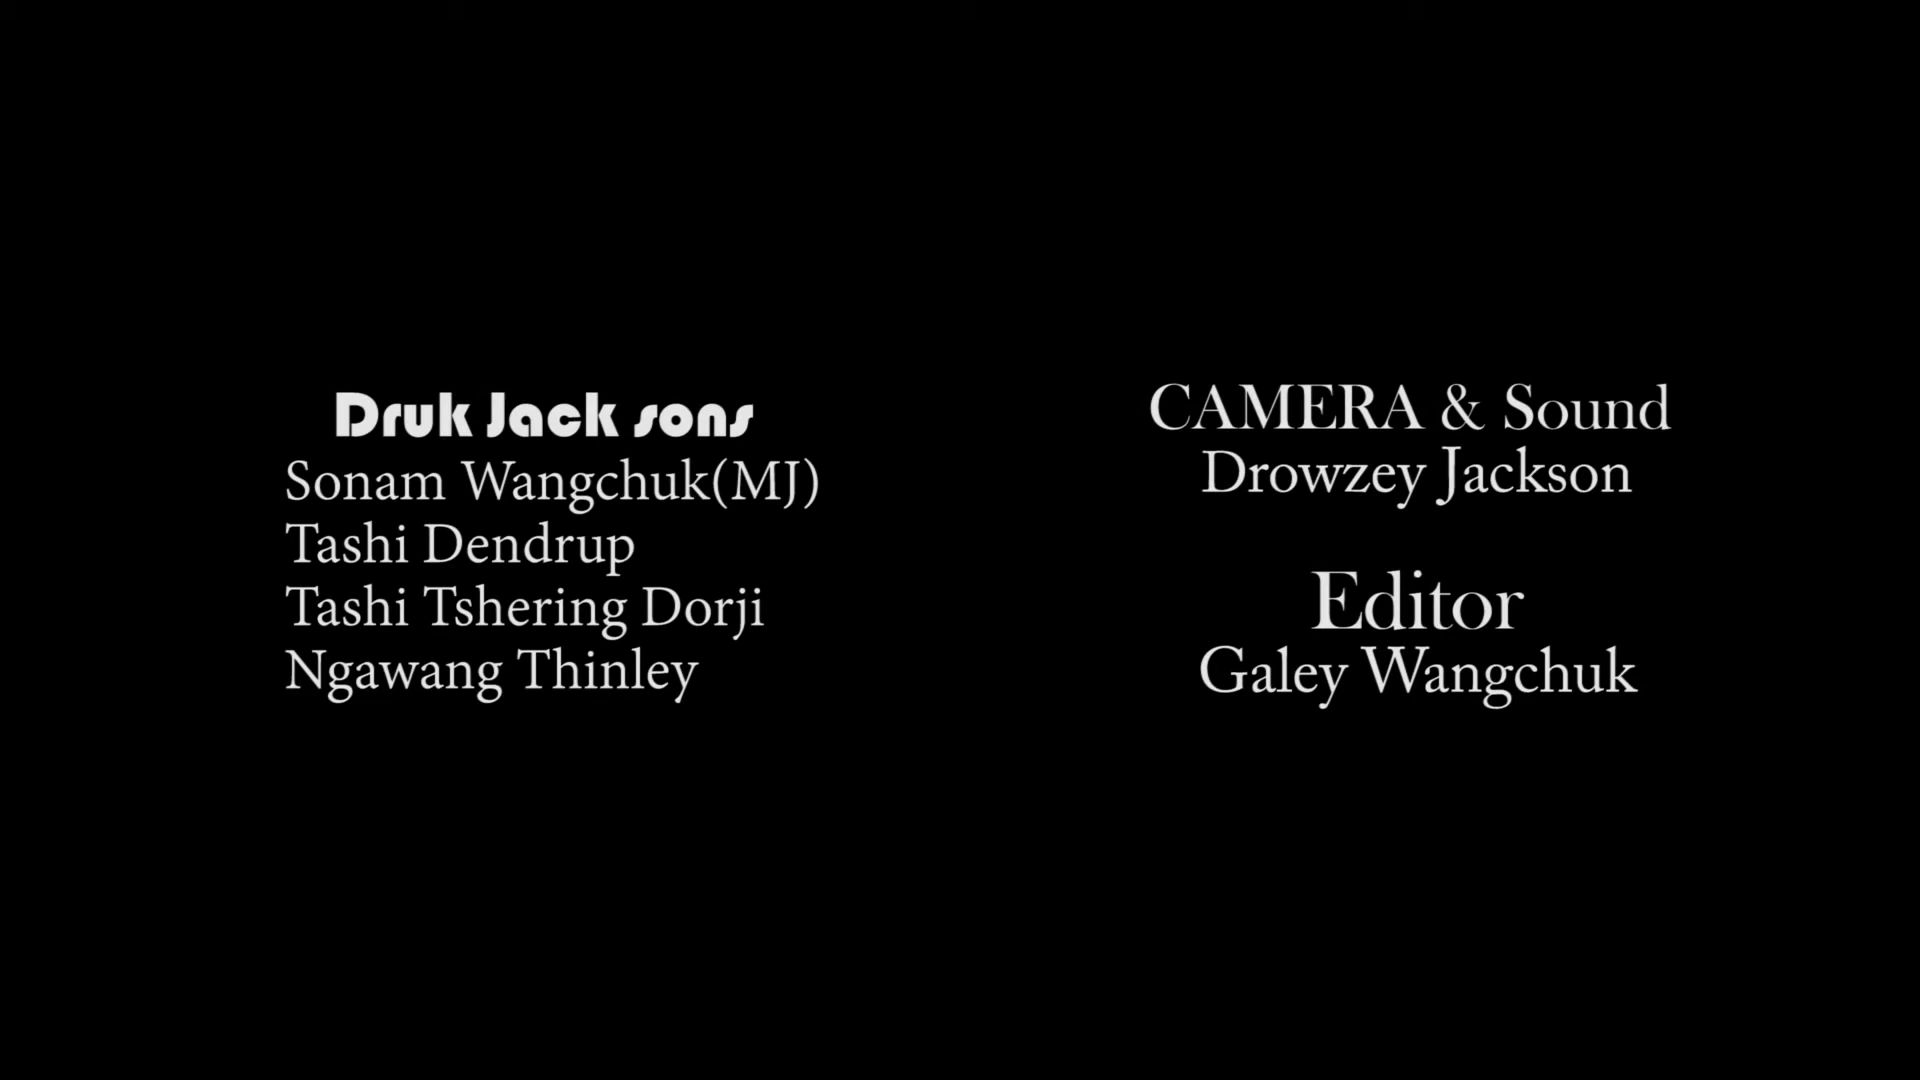 Druk Jack sons
Sonam Wangchuk(MJ)
Tashi Dendrup
Tashi Tshering Dorji
Ngawang Thinley
CAMERA & Sound
Drowzey Jackson
Editor
Galey Wangchuk